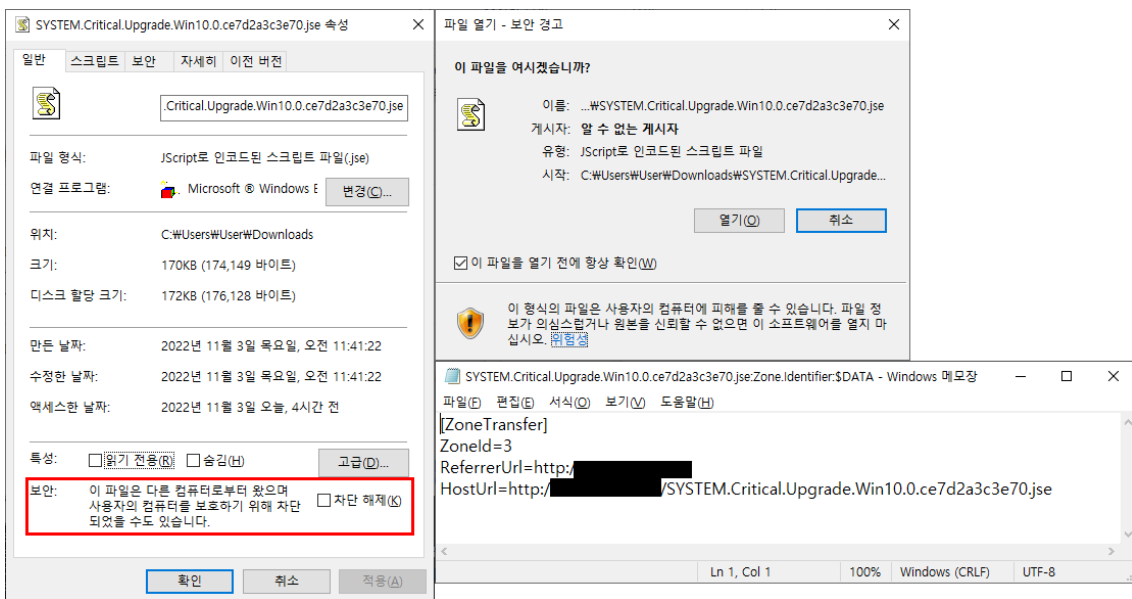 SYSTEM.Critical.Upgrade.Win10.0.ce7d2a3c3e70.jse 속성
일반 스크립트 보안 자세히 이전 버전
.Critical.Upgrade.Win10.0.ce7d2a3c3e70.jse
파일 형식: JScript로 인코드된 스크립트 파일(.jse)
연결 프로그램: Microsoft ® Windows E 변경(C)...
위치: C:₩Users₩User₩Downloads
크기: 170KB (174,149 바이트)
디스크 할당 크기: 172KB (176,128 바이트)
만든 날짜: 2022년 11월 3일 목요일, 오전 11:41:22
수정한 날짜: 2022년 11월 3일 목요일, 오전 11:41:22
액세스한 날짜: 2022년 11월 3일 오늘, 4시간 전
특성: 읽기 전용(R) 숨김(H) 고급(D)...
보안: 이 파일은 다른 컴퓨터로부터 왔으며
사용자의 컴퓨터를 보호하기 위해 차단
되었을 수도 있습니다.
차단 해제(K)
확인 취소 적용(A)
파일 열기 - 보안 경고
이 파일을 여시겠습니까?
이름: ...₩SYSTEM.Critical.Upgrade.Win10.0.ce7d2a3c3e70.jse
게시자: 알 수 없는 게시자
유형: JScript로 인코드된 스크립트 파일
시작: C:₩Users₩User₩Downloads₩SYSTEM.Critical.Upgrade...
열기(O) 취소
이 파일을 열기 전에 항상 확인(W)
이 형식의 파일은 사용자의 컴퓨터에 피해를 줄 수 있습니다. 파일 정
보가 의심스럽거나 원본을 신뢰할 수 없으면 이 소프트웨어를 열지 마
십시오. 위험성
SYSTEM.Critical.Upgrade.Win10.0.ce7d2a3c3e70.jse:Zone.Identifier:$DATA - Windows 메모장
파일(F) 편집(E) 서식(O) 보기(V) 도움말(H)
[ZoneTransfer]
ZoneId=3
ReferrerUrl=http:/
HostUrl=http:/ /SYSTEM.Critical.Upgrade.Win10.0.ce7d2a3c3e70.jse
Ln 1, Col 1 100% Windows (CRLF) UTF-8